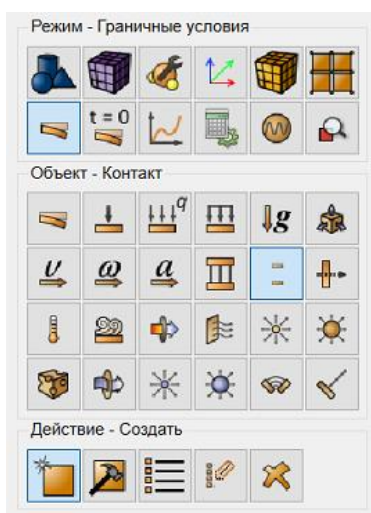 Режим - Граничные условия
t = 0
Объект - Контакт
q
g
v
ω
a
Действие - Создать